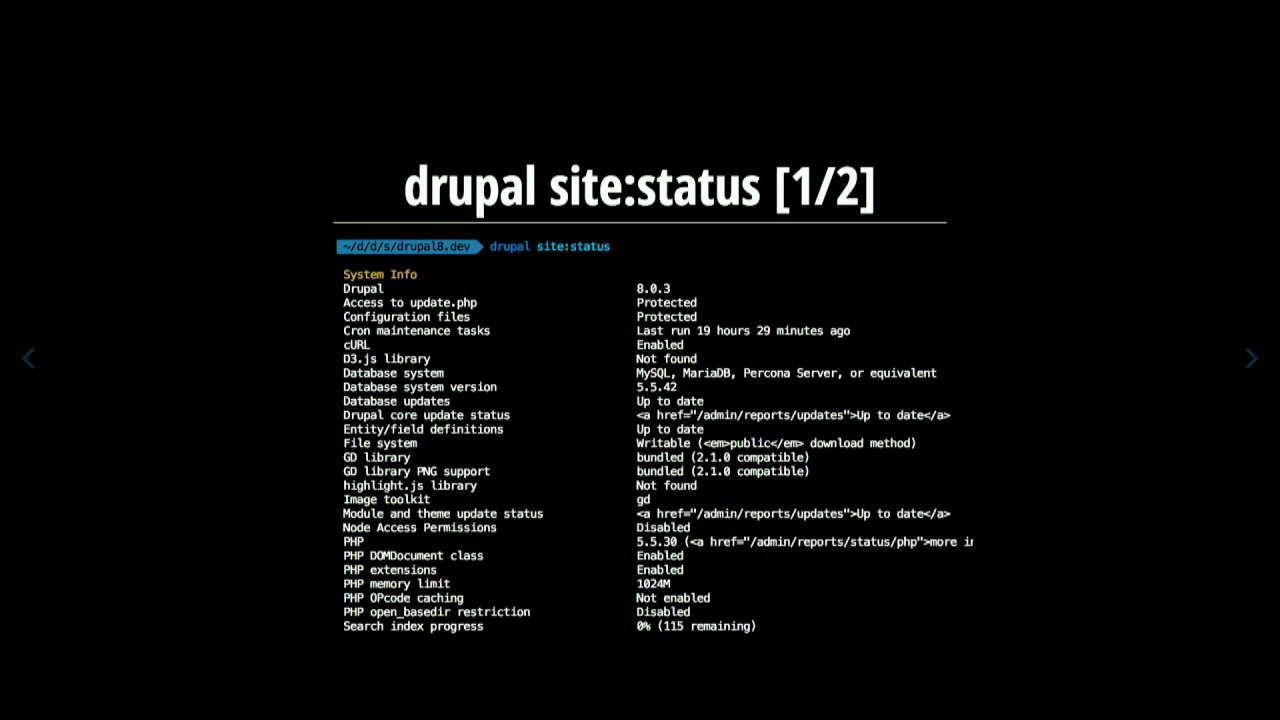 drupal site:status [1/2]
~/d/d/s/drupal8.dev drupal site:status
System Info
Drupal 8.0.3
Access to update.php Protected
Configuration files Protected
Cron maintenance tasks Last run 19 hours 29 minutes ago
cURL Enabled
D3.js library Not found
Database system MySQL, MariaDB, Percona Server, or equivalent
Database system version 5.5.42
Database updates Up to date
Drupal core update status <a href="/admin/reports/updates">Up to date</a>
Entity/field definitions Up to date
File system Writable (<em>public</em> download method)
GD library bundled (2.1.0 compatible)
GD library PNG support bundled (2.1.0 compatible)
highlight.js library Not found
Image toolkit gd
Module and theme update status <a href="/admin/reports/updates">Up to date</a>
Node Access Permissions Disabled
PHP 5.5.30 (<a href="/admin/reports/status/php">more in
PHP DOMDocument class Enabled
PHP extensions Enabled
PHP memory limit 1024M
PHP OPcode caching Not enabled
PHP open_basedir restriction Disabled
Search index progress 0% (115 remaining)